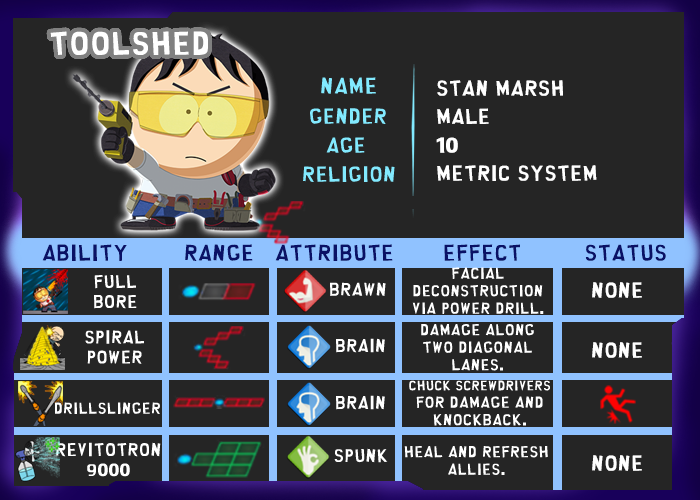 TOOLSHED
NAME STAN MARSH
GENDER MALE
AGE 10
RELIGION METRIC SYSTEM
ABILITY RANGE ATTRIBUTE EFFECT STATUS
FULL
BORE
BRAWN
FACIAL
DECONSTRUCTION
VIA POWER DRILL.
NONE
SPIRAL
POWER
BRAIN
DAMAGE ALONG
TWO DIAGONAL
LANES.
NONE
DRILLSLINGER
BRAIN
CHUCK SCREWDRIVERS
FOR DAMAGE AND
KNOCKBACK.
REVITOTRON
9000
SPUNK
HEAL AND REFRESH
ALLIES.
NONE